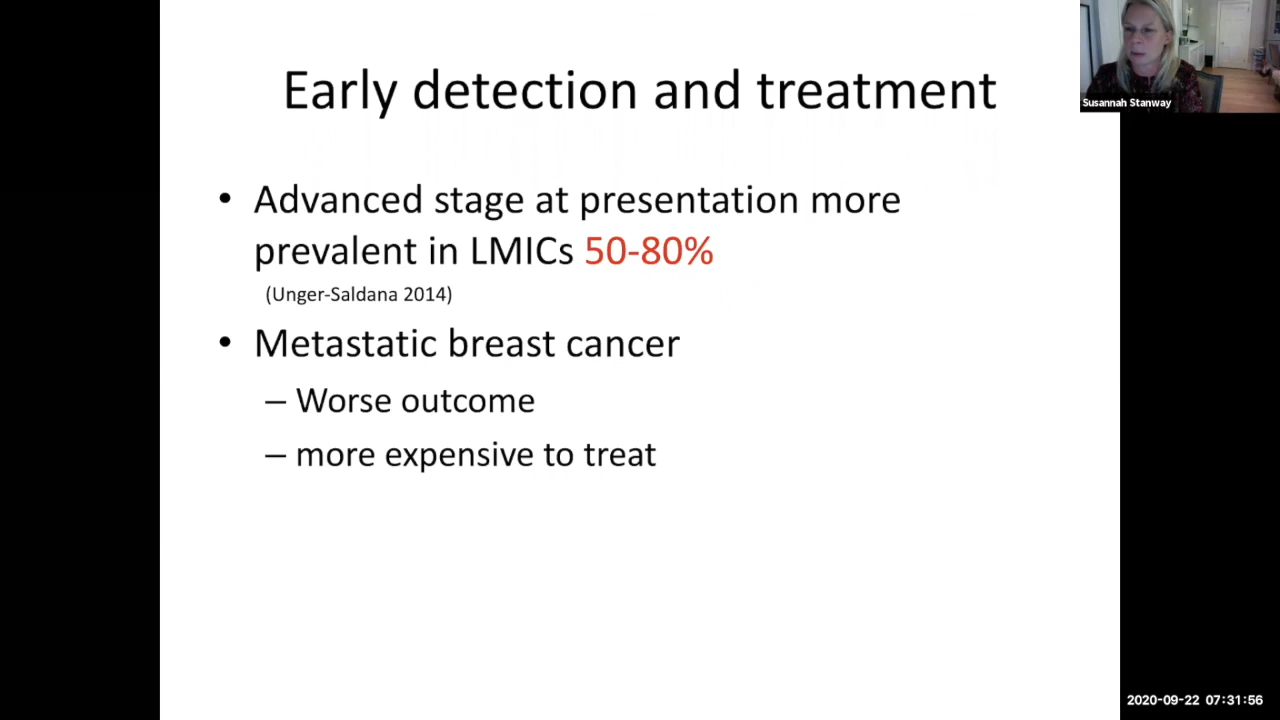 Early detection and treatment
Susannah Stanway
• Advanced stage at presentation more
prevalent in LMICs 50-80%
(Unger-Saldana 2014)
• Metastatic breast cancer
– Worse outcome
– more expensive to treat
2020-09-22 07:31:56